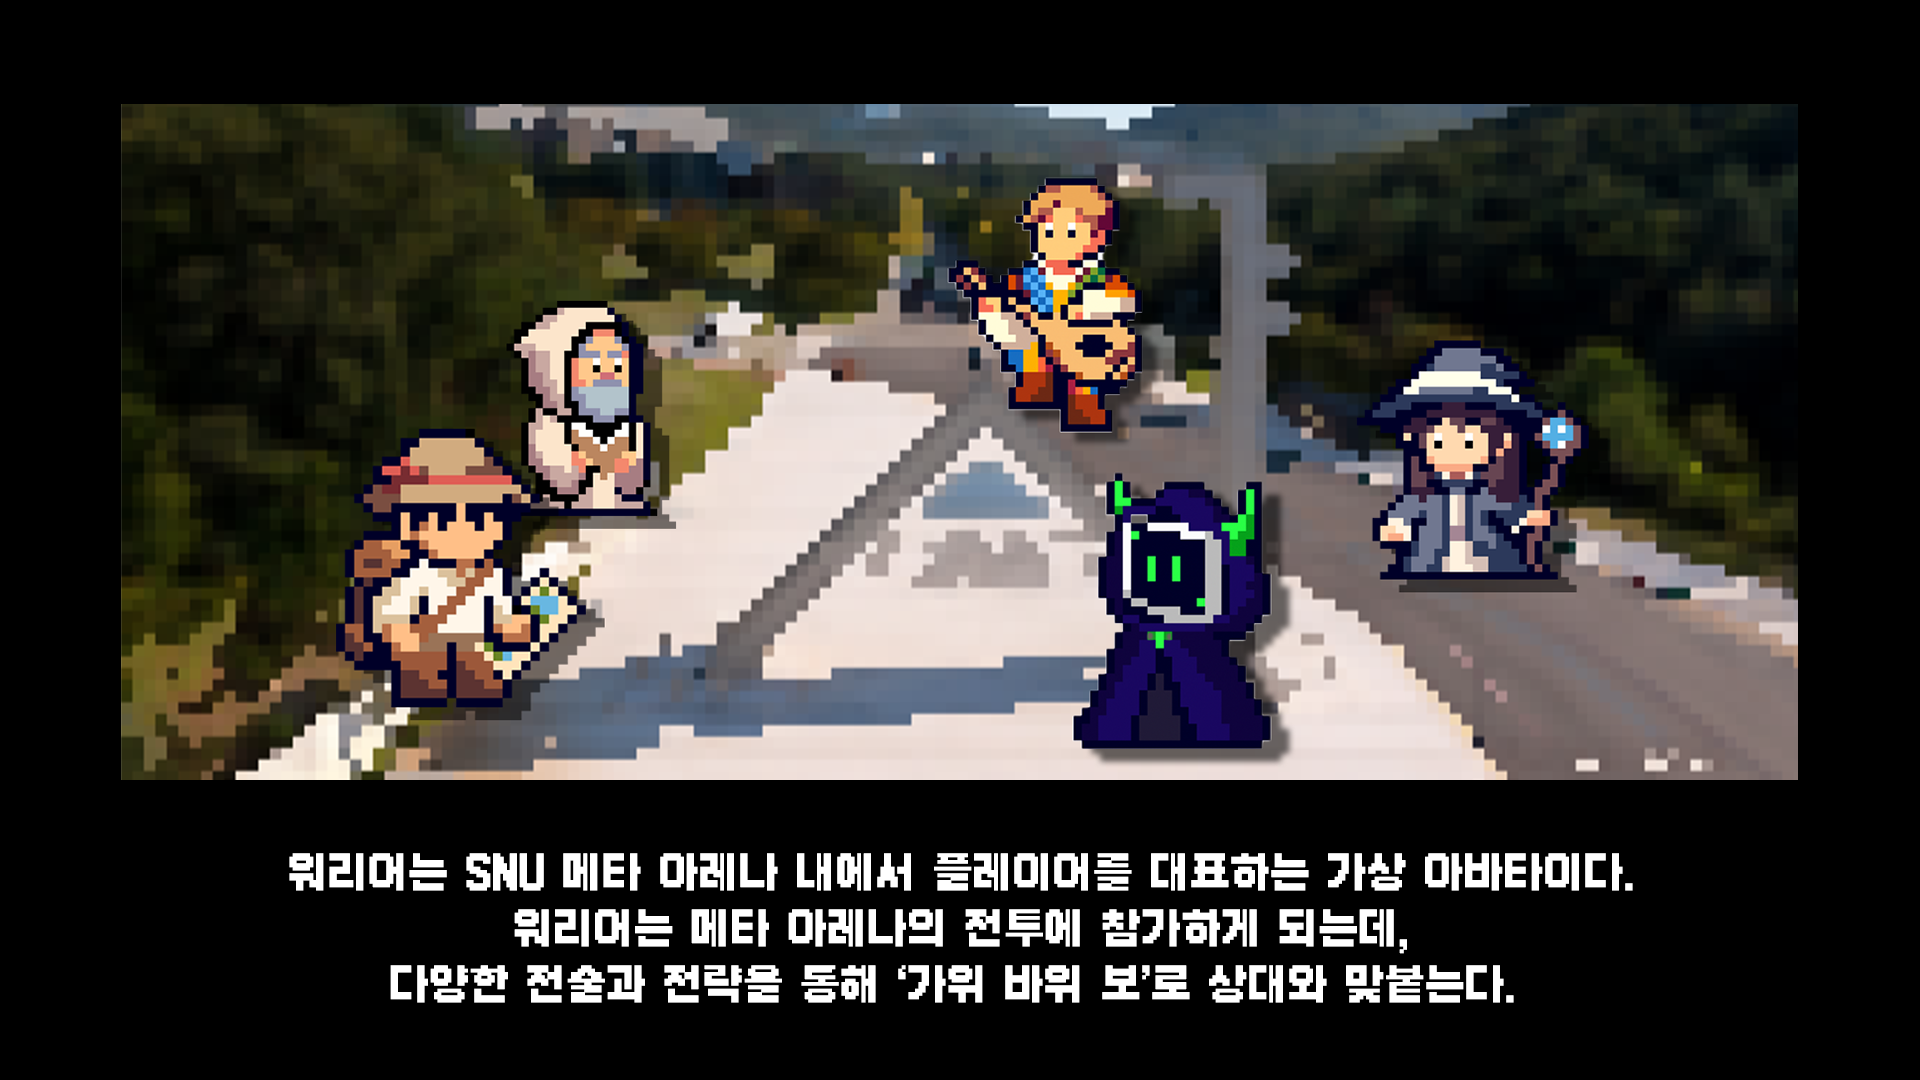 워리어는 SNU 메타 아레나 내에서 플레이어를 대표하는 가상 아바타이다.
워리어는 메타 아레나의 전투에 참가하게 되는데,
다양한 전술과 전략을 통해 ‘가위 바위 보’로 상대와 맞붙는다.